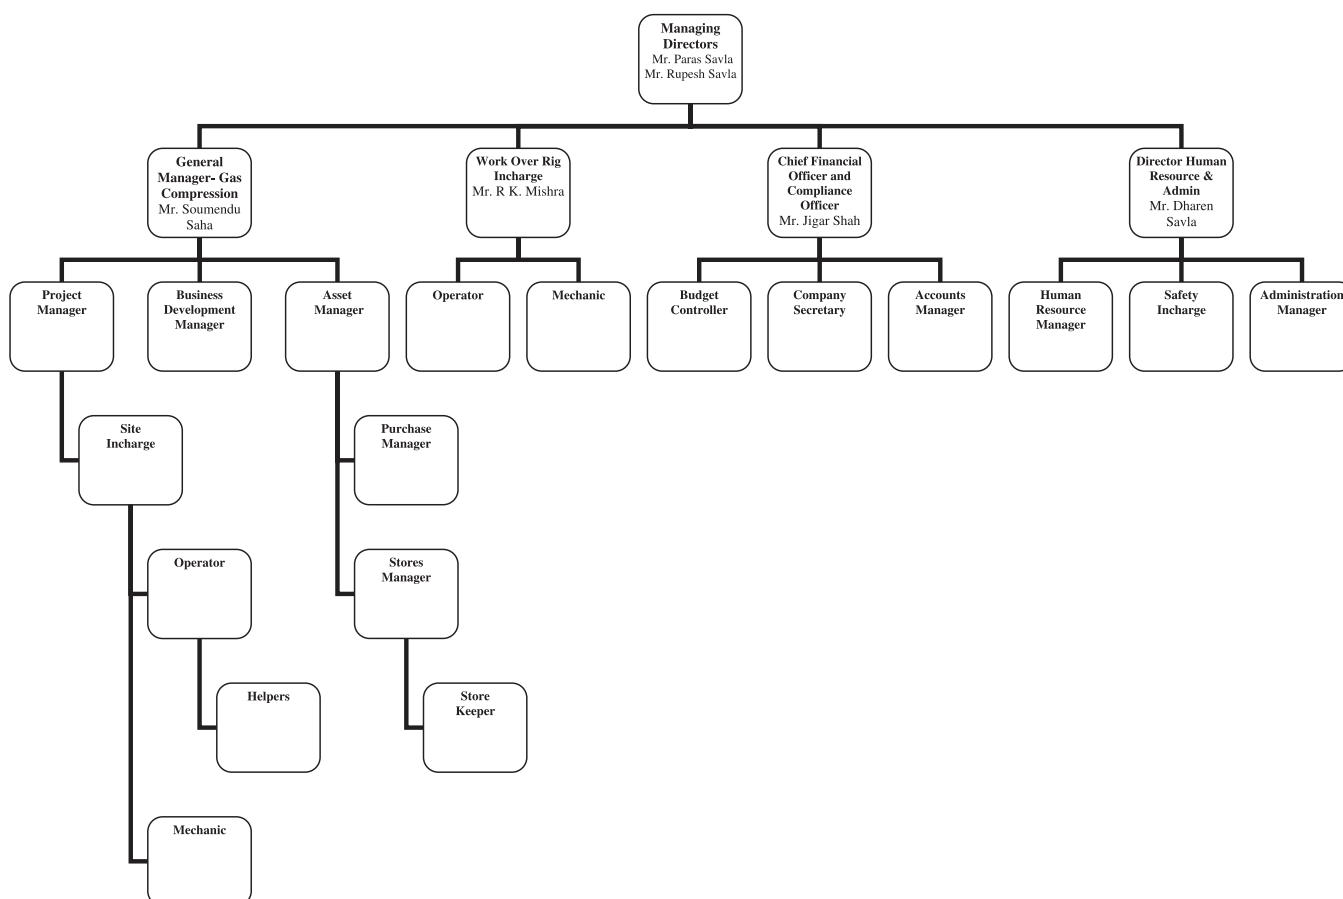 Managing
Directors
Mr. Paras Savla
Mr. Rupesh Savla
General
Manager- Gas
Compression
Mr. Soumendu
Saha
Work Over Rig
Incharge
Mr. R K. Mishra
Chief Financial
Officer and
Compliance
Officer
Mr. Jigar Shah
Director Human
Resource &
Admin
Mr. Dharen
Savla
Project
Manager
Business
Development
Manager
Asset
Manager
Operator
Mechanic
Budget
Controller
Company
Secretary
Accounts
Manager
Human
Resource
Manager
Safety
Incharge
Administration
Manager
Site
Incharge
Purchase
Manager
Operator
Stores
Manager
Helpers
Store
Keeper
Mechanic